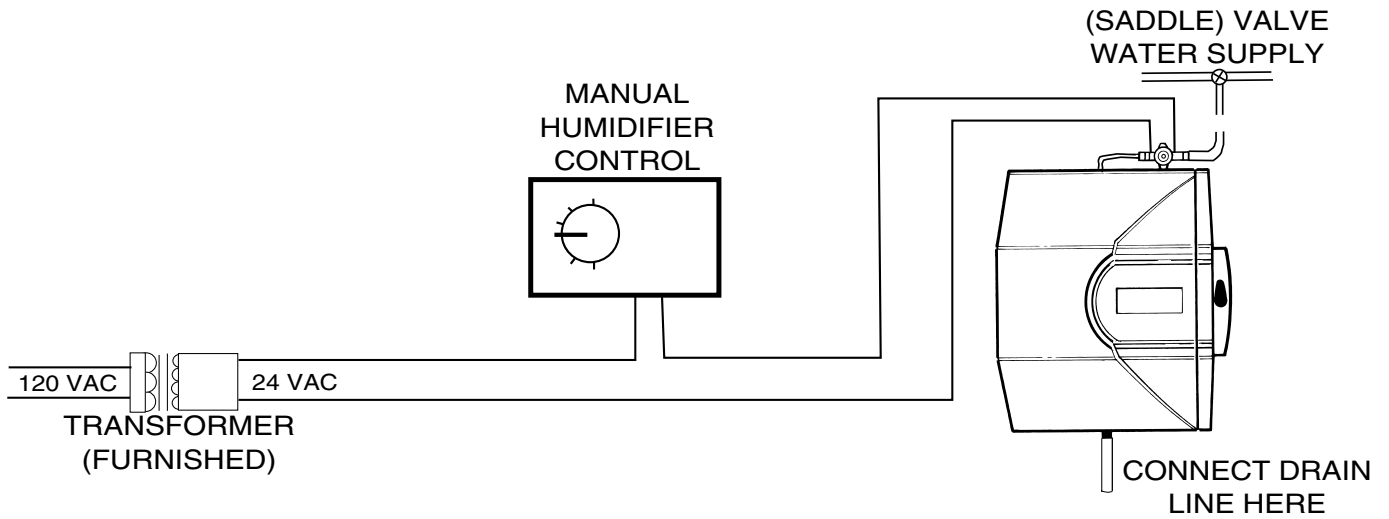 (SADDLE) VALVE
WATER SUPPLY
MANUAL
HUMIDIFIER
CONTROL
120 VAC
24 VAC
TRANSFORMER
(FURNISHED)
CONNECT DRAIN
LINE HERE